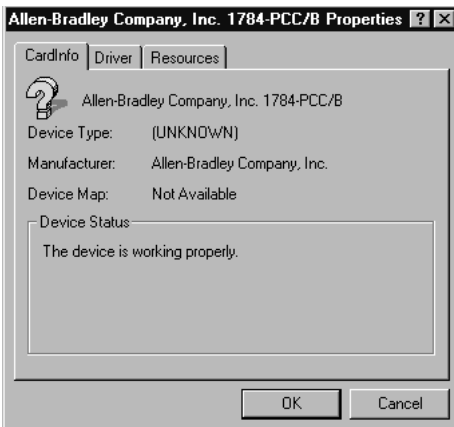 Allen-Bradley Company, Inc. 1784-PCC/B Properties ? X
CardInfo Driver Resources
Allen-Bradley Company, Inc. 1784-PCC/B
Device Type: (UNKNOWN)
Manufacturer: Allen-Bradley Company, Inc.
Device Map: Not Available
Device Status
The device is working properly.
OK Cancel